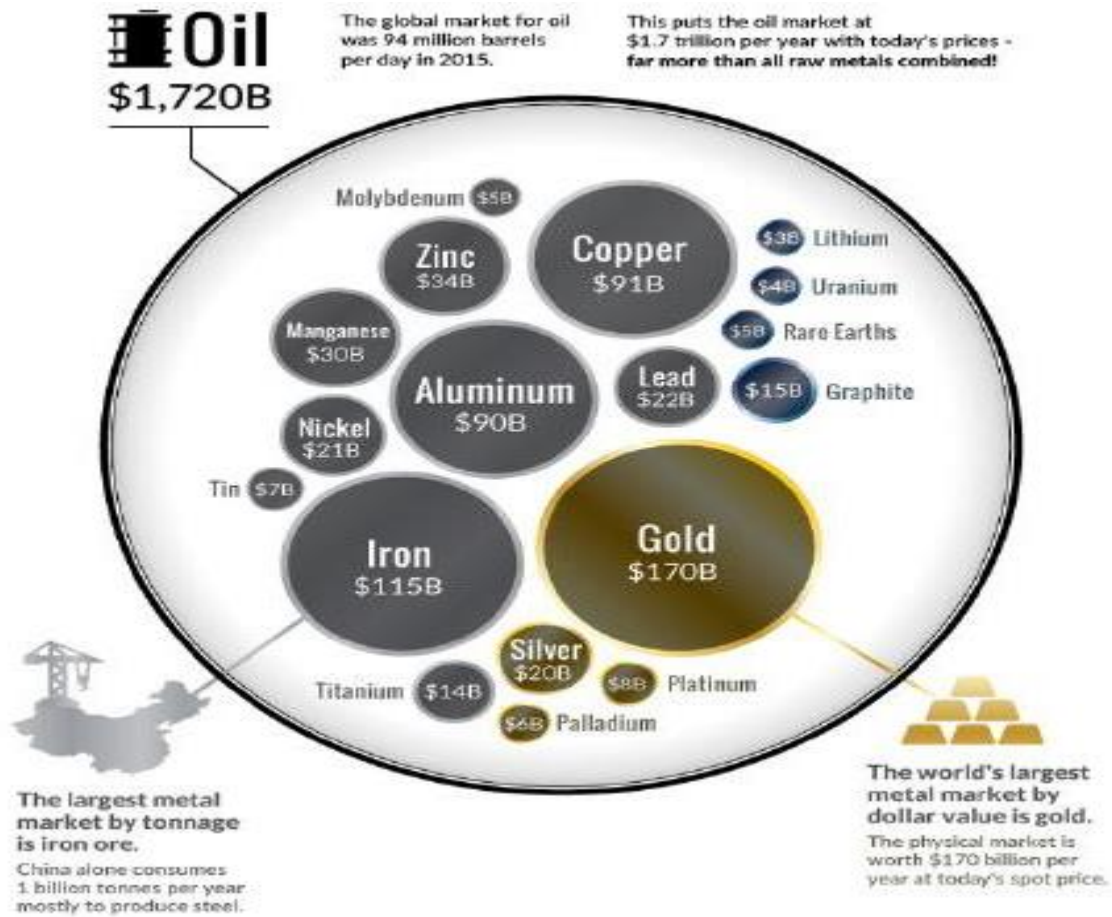 Oil
$1,720B
The global market for oil
was 94 million barrels
per day in 2015.
This puts the oil market at
$1.7 trillion per year with today's prices -
far more than all raw metals combined!
Molybdenum $5B
Zinc
$34B
Copper
$91B
$3B Lithium
$4B Uranium
$5B Rare Earths
$15B Graphite
Manganese
$30B
Aluminum
$90B
Lead
$22B
Nickel
$21B
Tin $7B
Iron
$115B
Gold
$170B
Silver
$20B
Titanium $14B
$8B Platinum
$6B Palladium
The largest metal
market by tonnage
is iron ore.
China alone consumes
1 billion tonnes per year
mostly to produce steel.
The world's largest
metal market by
dollar value is gold.
The physical market is
worth $170 billion per
year at today's spot price.